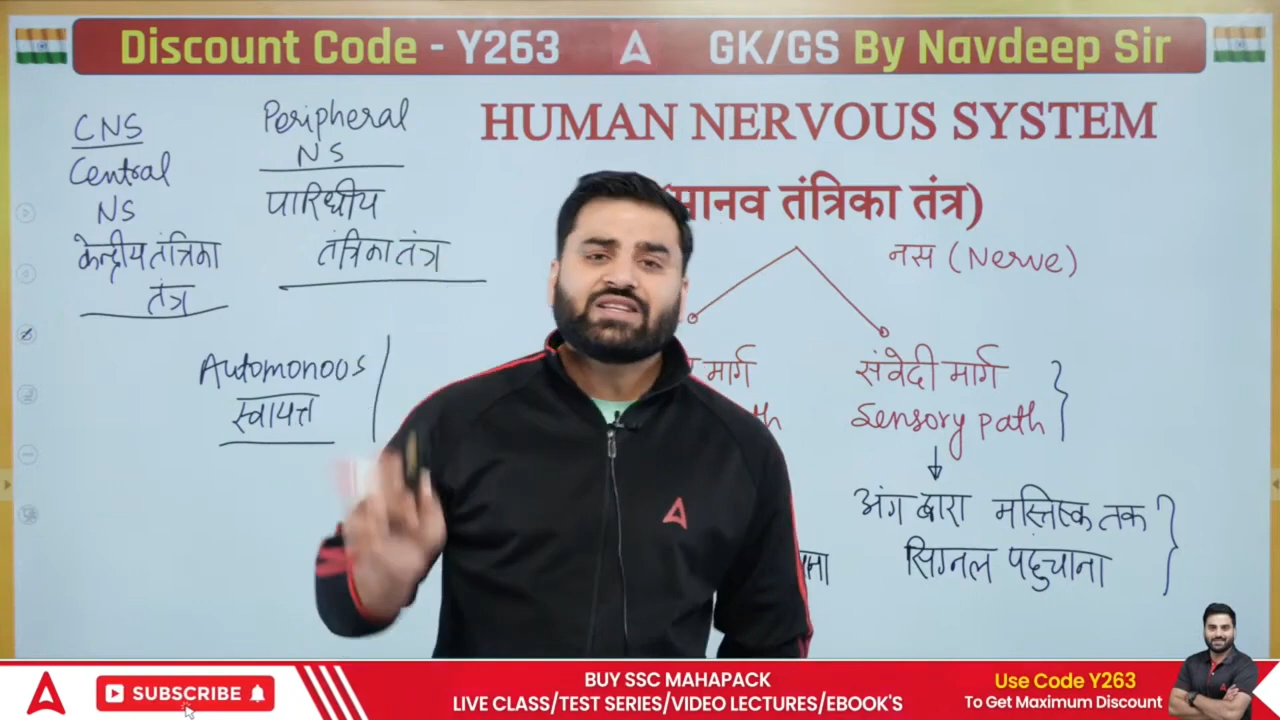 Discount Code - Y263
GK/GS By Navdeep Sir
HUMAN NERVOUS SYSTEM
मानव तंत्रिका तंत्र)
CNS
Central
NS
केन्द्रीय तंत्रिका
तंत्र
Peripheral
NS
पारिधीय
तंत्रिका तंत्र
Automonoos
स्वायत्त
नस (Nerve)
मार्ग
संवेदी मार्ग
Sensory path
अंग द्वारा मस्तिष्क तक
सिग्नल पहुचाना
SUBSCRIBE
BUY SSC MAHAPACK
LIVE CLASS/TEST SERIES/VIDEO LECTURES/EBOOK'S
Use Code Y263
To Get Maximum Discount